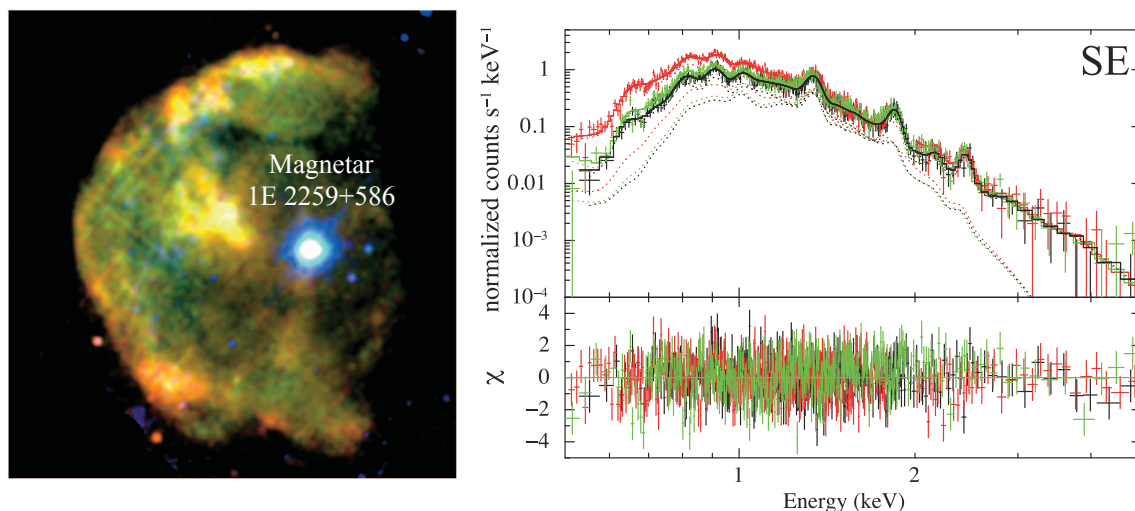 Magnetar
1E 2259+586
SE
normalized counts s⁻¹ keV⁻¹
1
0.1
0.01
10⁻³
10⁻⁴
χ
4
2
0
−2
−4
1
2
Energy (keV)